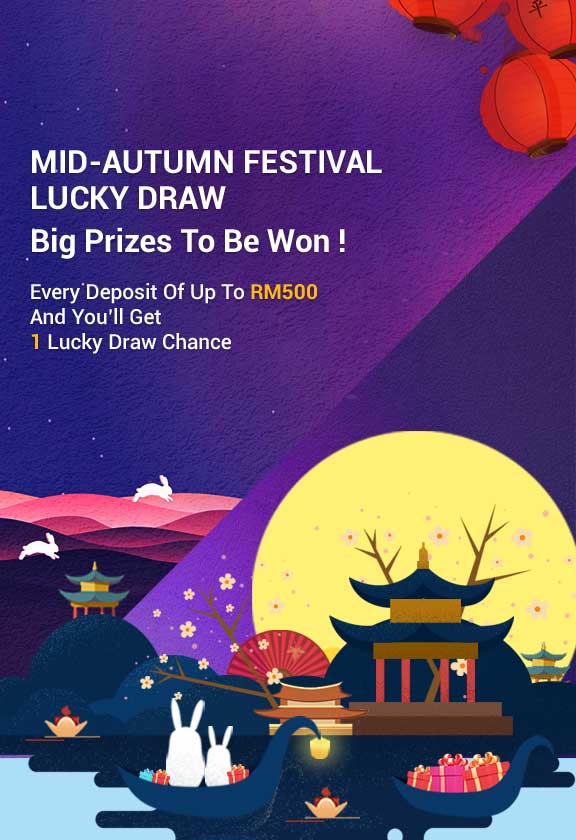 MID-AUTUMN FESTIVAL
LUCKY DRAW
Big Prizes To Be Won !
Every Deposit Of Up To RM500
And You'll Get
1 Lucky Draw Chance